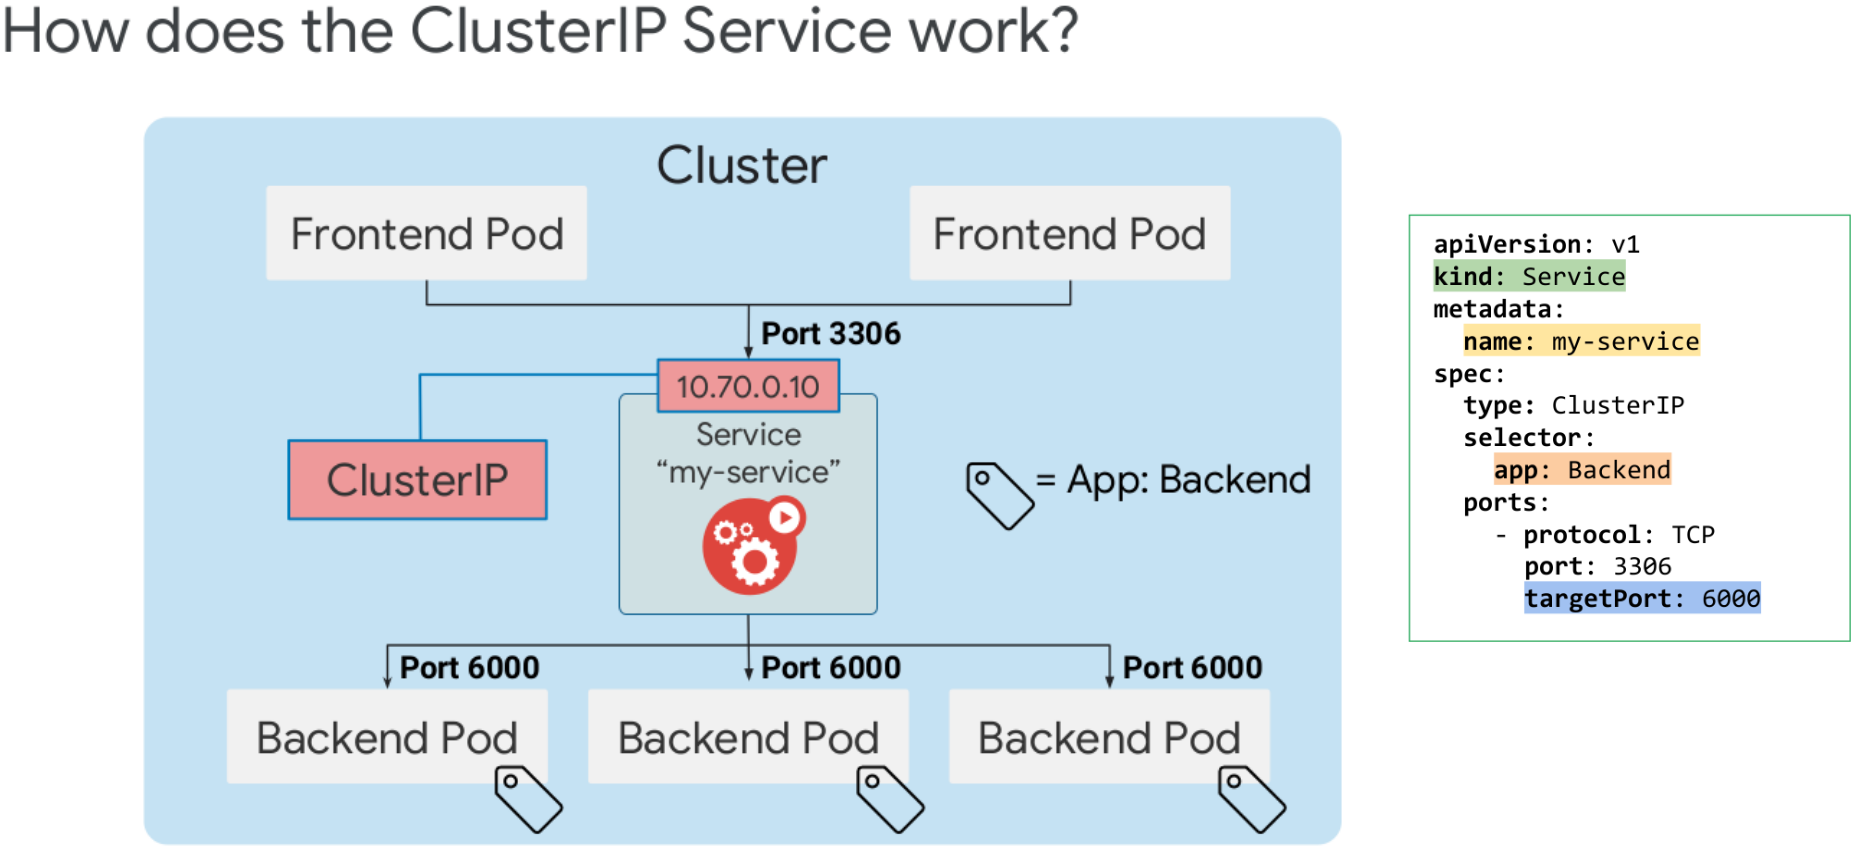 How does the ClusterIP Service work?
Cluster
Frontend Pod
Frontend Pod
Port 3306
10.70.0.10
ClusterIP
Service
“my-service”
= App: Backend
Port 6000
Port 6000
Port 6000
Backend Pod
Backend Pod
Backend Pod
apiVersion: v1
kind: Service
metadata:
  name: my-service
spec:
  type: ClusterIP
  selector:
    app: Backend
  ports:
    - protocol: TCP
      port: 3306
      targetPort: 6000